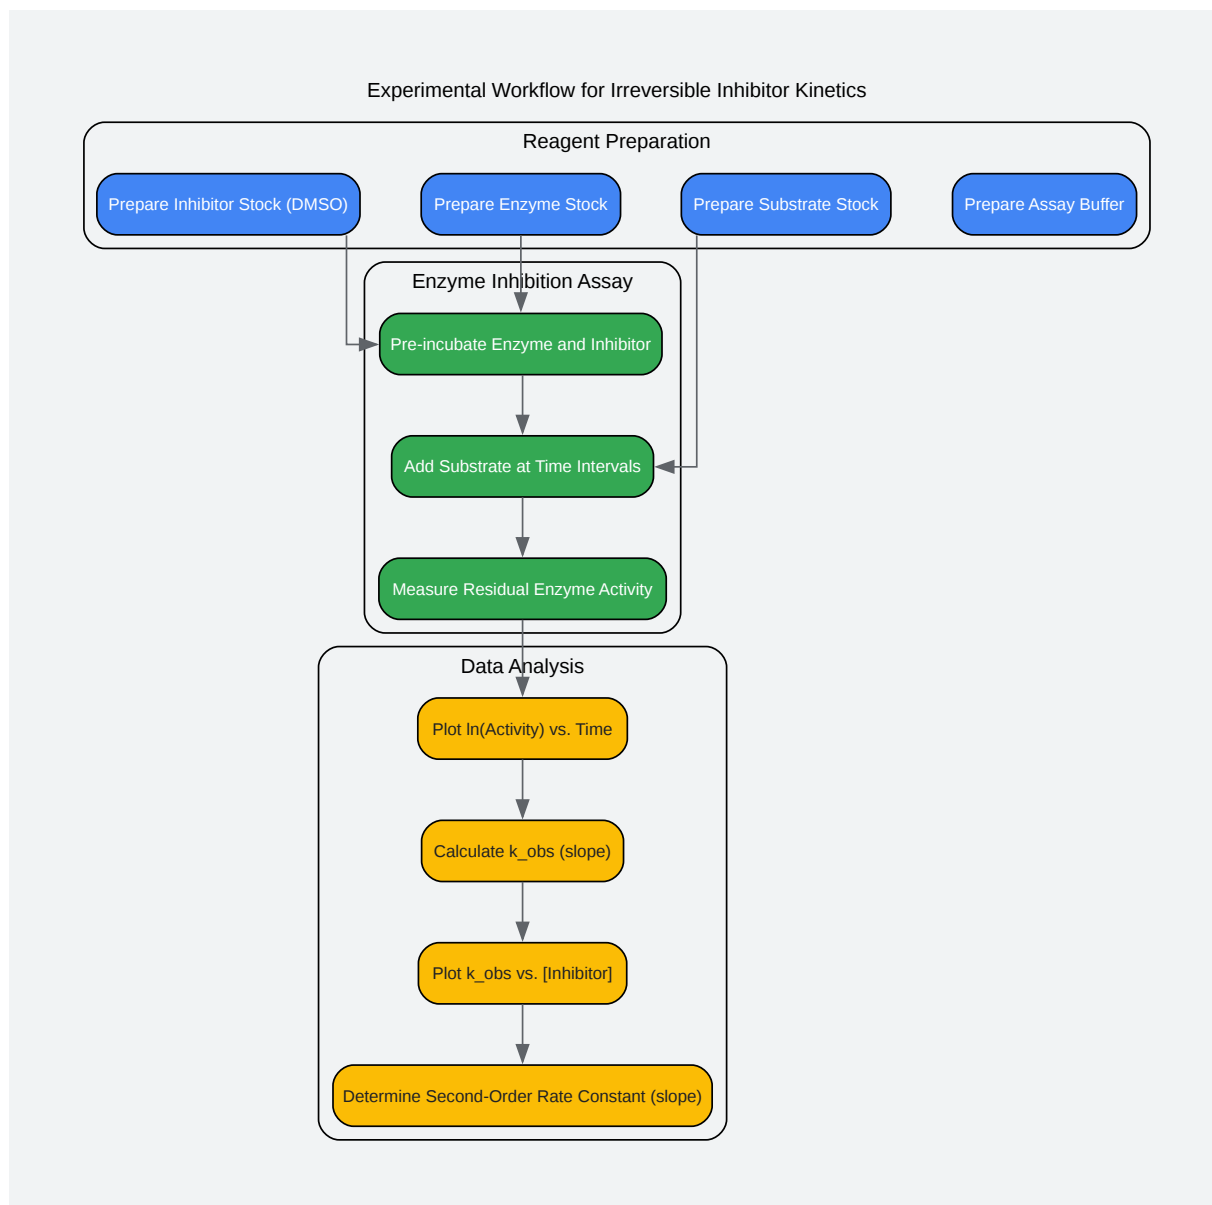 Experimental Workflow for Irreversible Inhibitor Kinetics
Reagent Preparation
Prepare Inhibitor Stock (DMSO)
Prepare Enzyme Stock
Prepare Substrate Stock
Prepare Assay Buffer
Enzyme Inhibition Assay
Pre-incubate Enzyme and Inhibitor
Add Substrate at Time Intervals
Measure Residual Enzyme Activity
Data Analysis
Plot ln(Activity) vs. Time
Calculate k_obs (slope)
Plot k_obs vs. [Inhibitor]
Determine Second-Order Rate Constant (slope)